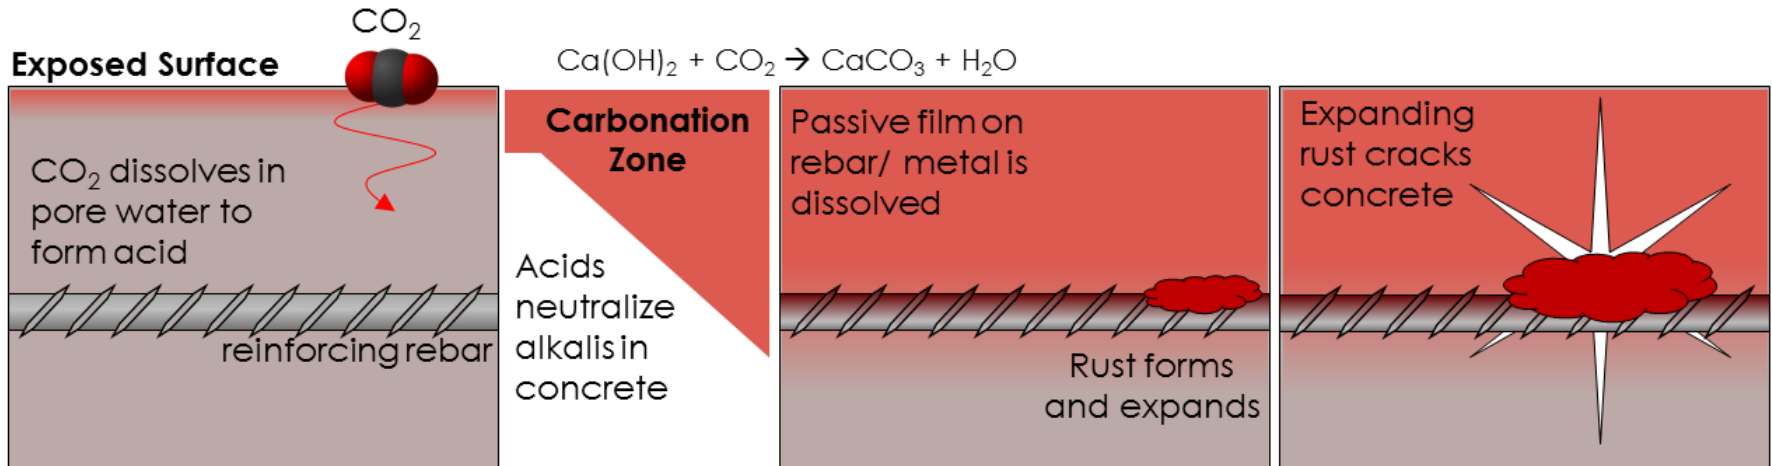 CO₂
Exposed Surface
Ca(OH)₂ + CO₂ → CaCO₃ + H₂O
CO₂ dissolves in
pore water to
form acid
reinforcing rebar
Carbonation
Zone
Acids
neutralize
alkalis in
concrete
Passive film on
rebar/ metal is
dissolved
Rust forms
and expands
Expanding
rust cracks
concrete